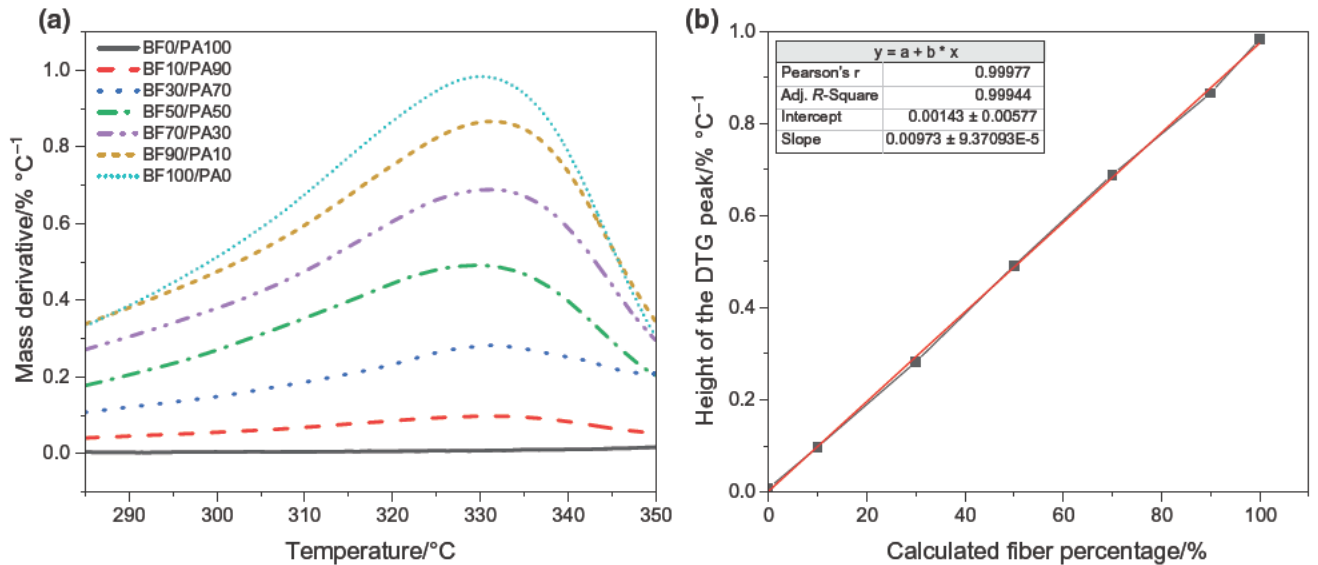 (a)
BF0/PA100
BF10/PA90
BF30/PA70
BF50/PA50
BF70/PA30
BF90/PA10
BF100/PA0
Mass derivative/% °C⁻¹
1.0
0.8
0.6
0.4
0.2
0.0
290 300 310 320 330 340 350
Temperature/°C
(b)
y = a + b * x
Pearson's r 0.99977
Adj. R-Square 0.99944
Intercept 0.00143 ± 0.00577
Slope 0.00973 ± 9.37093E-5
Height of the DTG peak/% °C⁻¹
1.0
0.8
0.6
0.4
0.2
0.0
0 20 40 60 80 100
Calculated fiber percentage/%